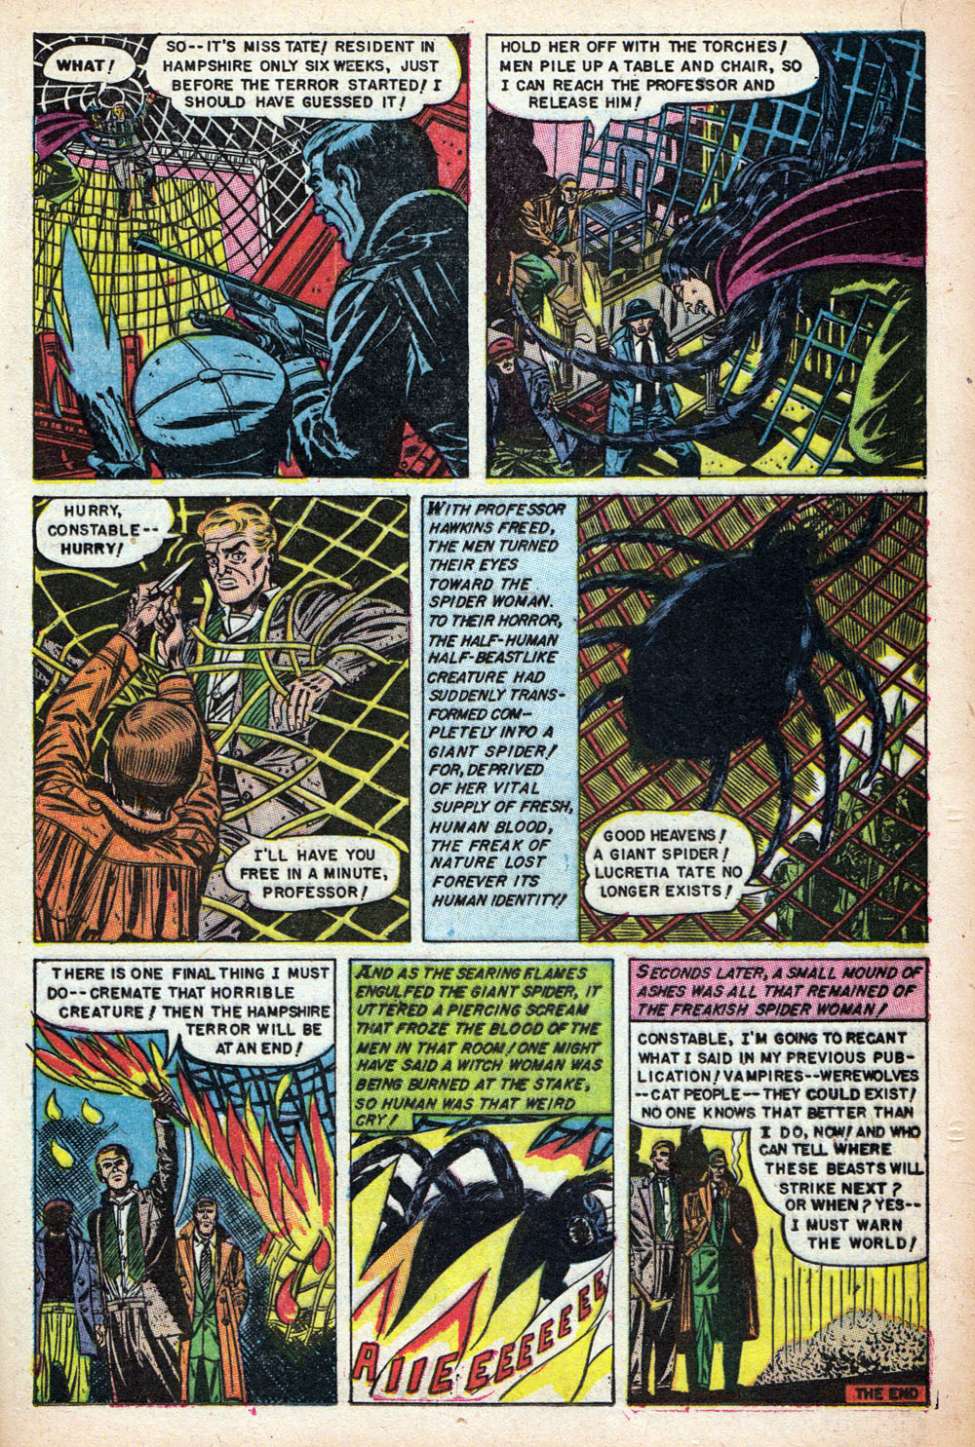 WHAT!
SO--IT'S MISS TATE! RESIDENT IN
HAMPSHIRE ONLY SIX WEEKS, JUST
BEFORE THE TERROR STARTED! I
SHOULD HAVE GUESSED IT!
HOLD HER OFF WITH THE TORCHES!
MEN PILE UP A TABLE AND CHAIR, SO
I CAN REACH THE PROFESSOR AND
RELEASE HIM!
HURRY,
CONSTABLE--
HURRY!
I'LL HAVE YOU
FREE IN A MINUTE,
PROFESSOR!
WITH PROFESSOR
HAWKINS FREED,
THE MEN TURNED
THEIR EYES
TOWARD THE
SPIDER WOMAN.
TO THEIR HORROR,
THE HALF-HUMAN
HALF-BEASTLIKE
CREATURE HAD
SUDDENLY TRANS-
FORMED COM-
PLETELY INTO A
GIANT SPIDER!
FOR, DEPRIVED
OF HER VITAL
SUPPLY OF FRESH,
HUMAN BLOOD,
THE FREAK OF
NATURE LOST
FOREVER ITS
HUMAN IDENTITY!
GOOD HEAVENS!
A GIANT SPIDER!
LUCRETIA TATE NO
LONGER EXISTS!
THERE IS ONE FINAL THING I MUST
DO--CREMATE THAT HORRIBLE
CREATURE! THEN THE HAMPSHIRE
TERROR WILL BE
AT AN END!
AND AS THE SEARING FLAMES
ENGULFED THE GIANT SPIDER, IT
UTTERED A PIERCING SCREAM
THAT FROZE THE BLOOD OF THE
MEN IN THAT ROOM! ONE MIGHT
HAVE SAID A WITCH WOMAN WAS
BEING BURNED AT THE STAKE,
SO HUMAN WAS THAT WEIRD
CRY!
AIIEEEEEEEEE
SECONDS LATER, A SMALL MOUND OF
ASHES WAS ALL THAT REMAINED OF
THE FREAKISH SPIDER WOMAN!
CONSTABLE, I'M GOING TO RECANT
WHAT I SAID IN MY PREVIOUS PUB-
LICATION! VAMPIRES--WEREWOLVES
--CAT PEOPLE--THEY COULD EXIST!
NO ONE KNOWS THAT BETTER THAN
I DO, NOW! AND WHO
CAN TELL WHERE
THESE BEASTS WILL
STRIKE NEXT?
OR WHEN? YES--
I MUST WARN
THE WORLD!
THE END